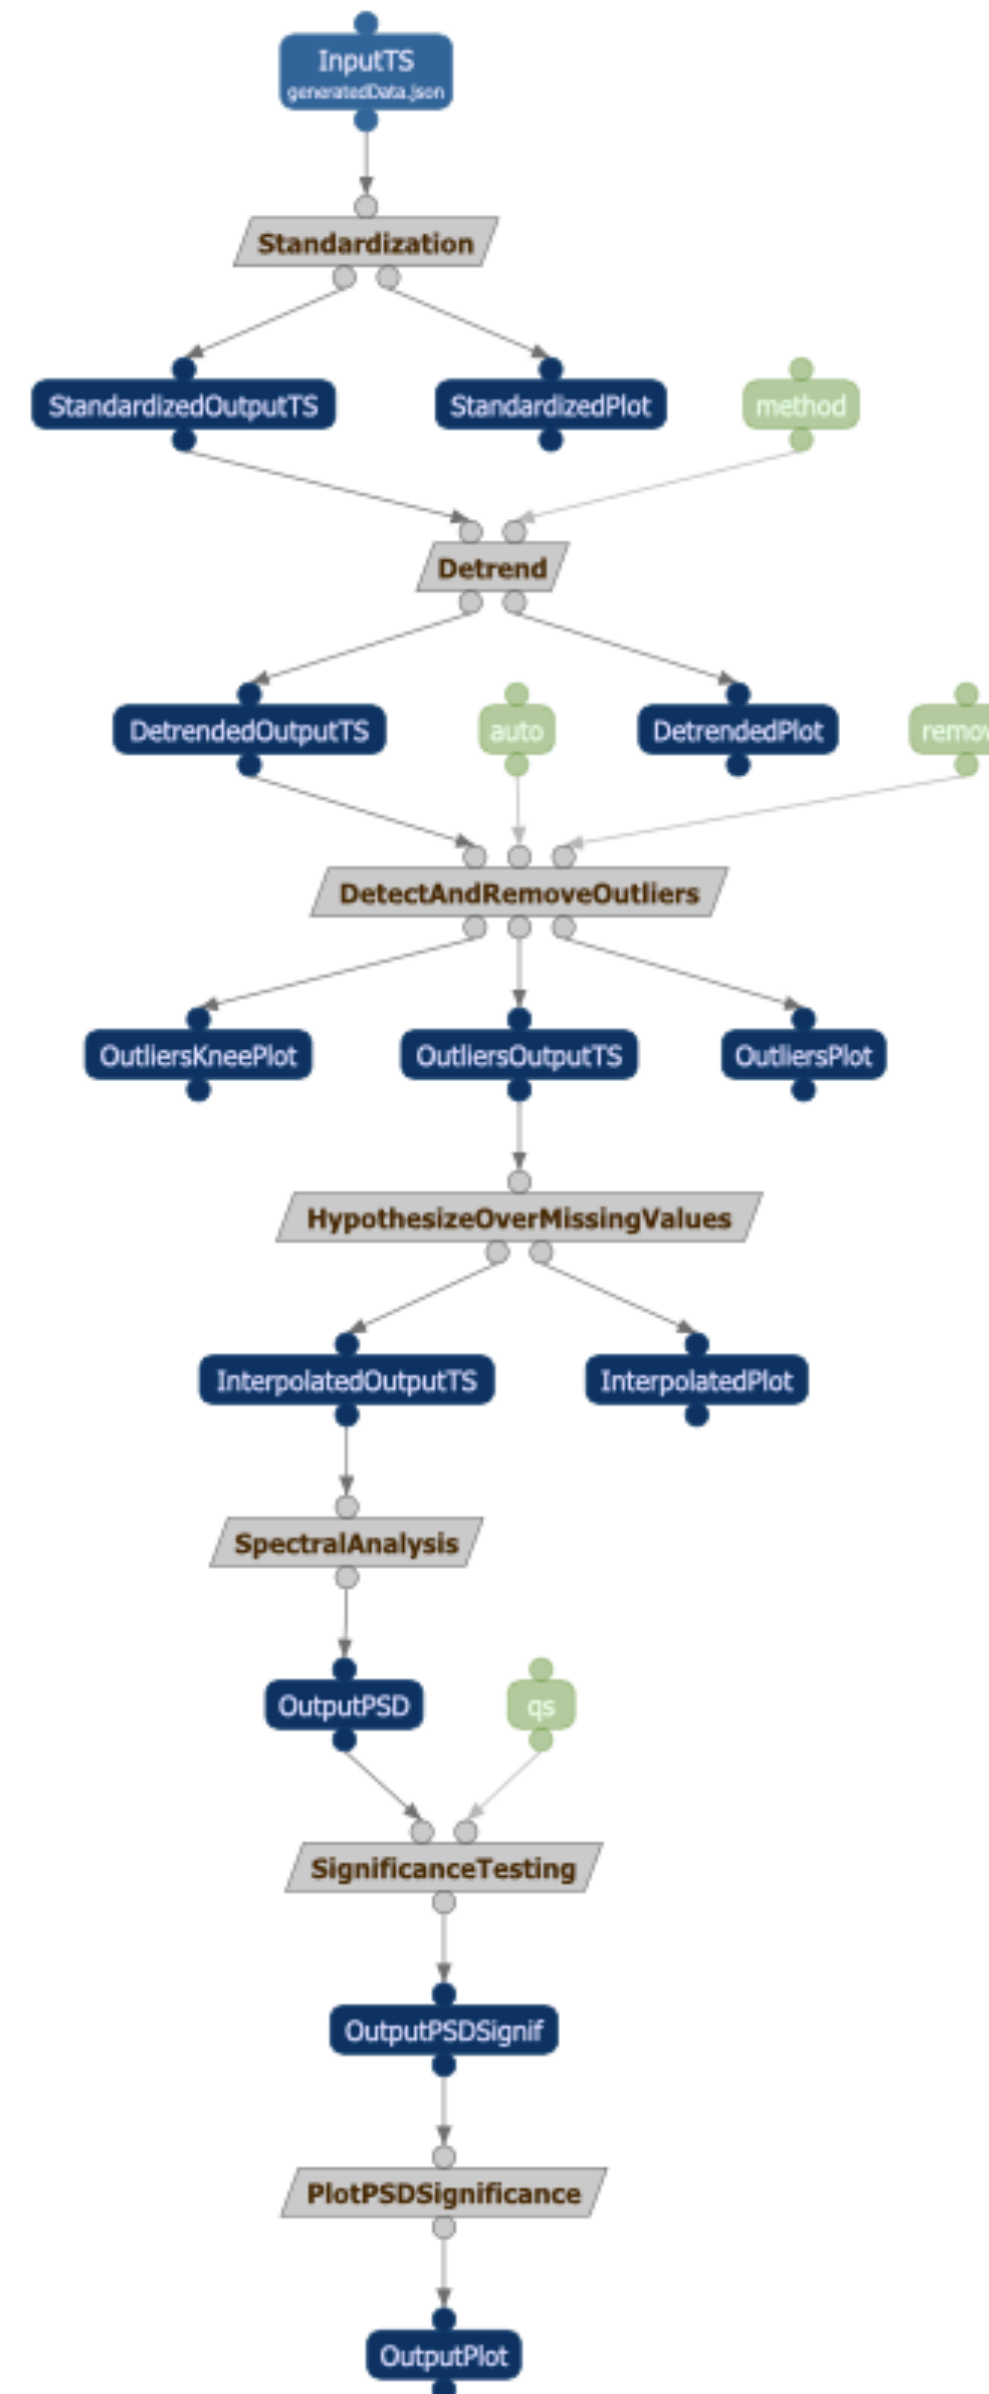 InputTS
generatedData.json
Standardization
StandardizedOutputTS
StandardizedPlot
method
Detrend
DetrendedOutputTS
auto
DetrendedPlot
remov
DetectAndRemoveOutliers
OutliersKneePlot
OutliersOutputTS
OutliersPlot
HypothesizeOverMissingValues
InterpolatedOutputTS
InterpolatedPlot
SpectralAnalysis
OutputPSD
qs
SignificanceTesting
OutputPSDSignif
PlotPSDSignificance
OutputPlot